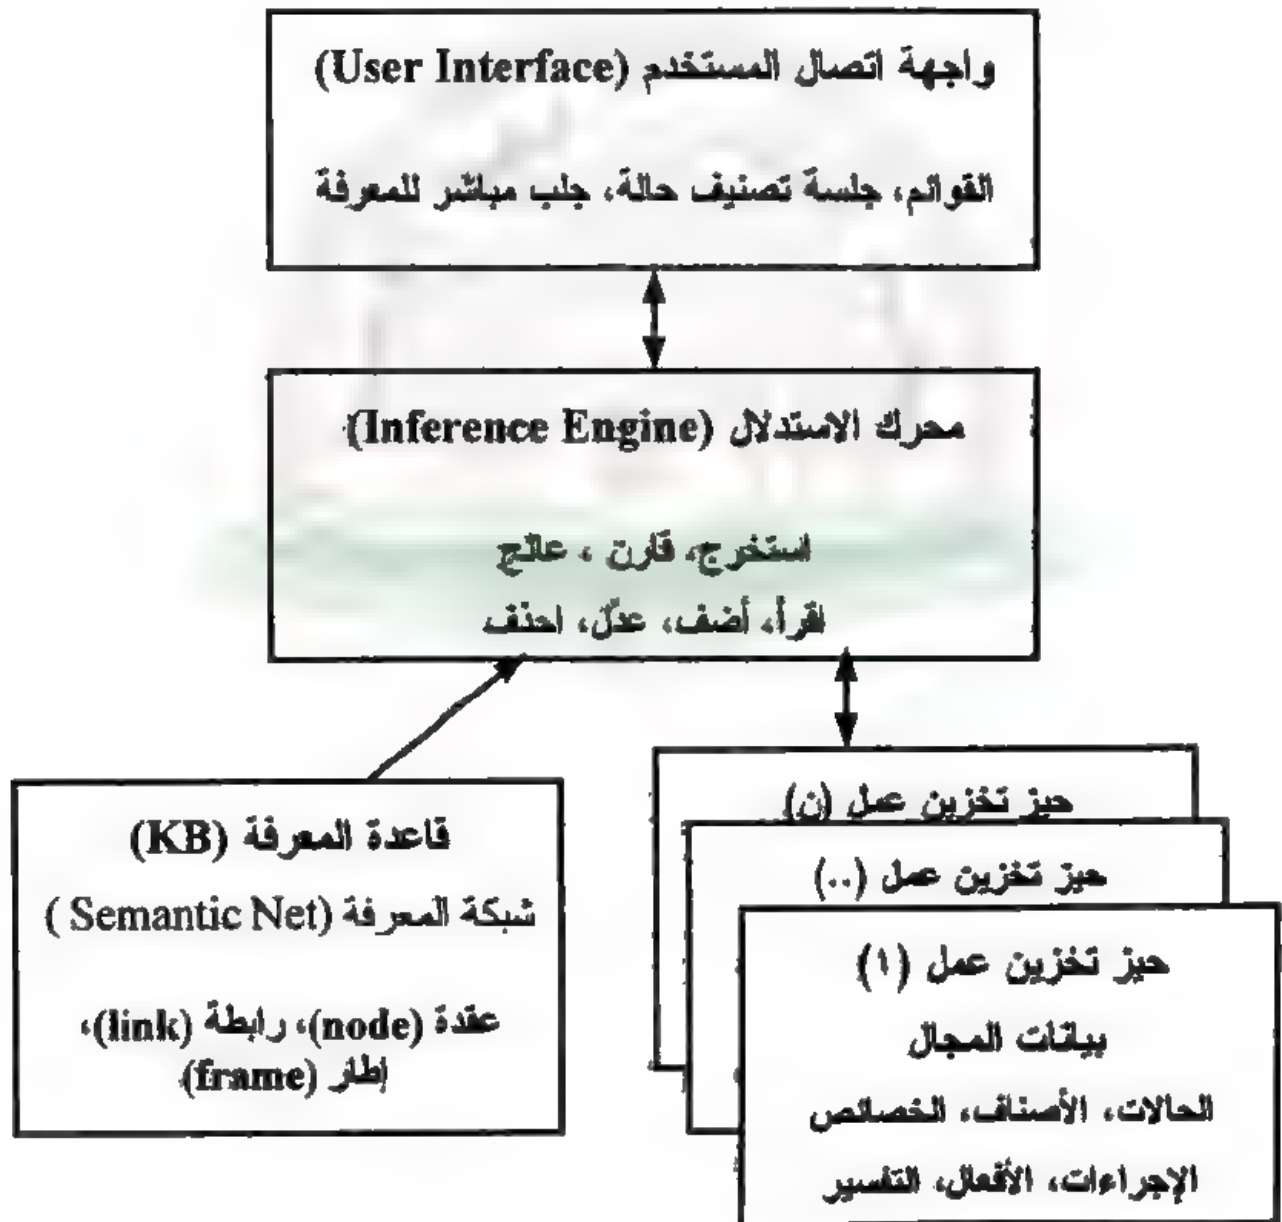 واجهة اتصال المستخدم (User Interface)
القوائم، جلسة تصنيف حالة، جلب مباشر للمعرفة
محرك الاستدلال (Inference Engine)
استخرج، قارن ، عالج
اقرأ، أضف، عدّل، احذف
قاعدة المعرفة (KB)
شبكة المعرفة (Semantic Net )
عقدة (node)، رابطة (link)،
إطار (frame)
حيز تخزين عمل (ن)
حيز تخزين عمل (..)
حيز تخزين عمل (١)
بيانات المجال
الحالات، الأصناف، الخصائص
الإجراءات، الأفعال، التفسير